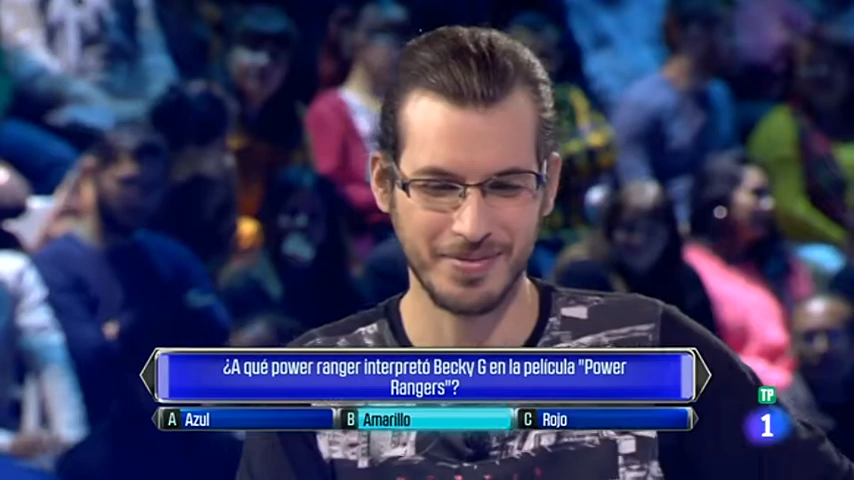 ¿A qué power ranger interpretó Becky G en la película "Power
Rangers"?
A Azul
B Amarillo
C Rojo
TP
1